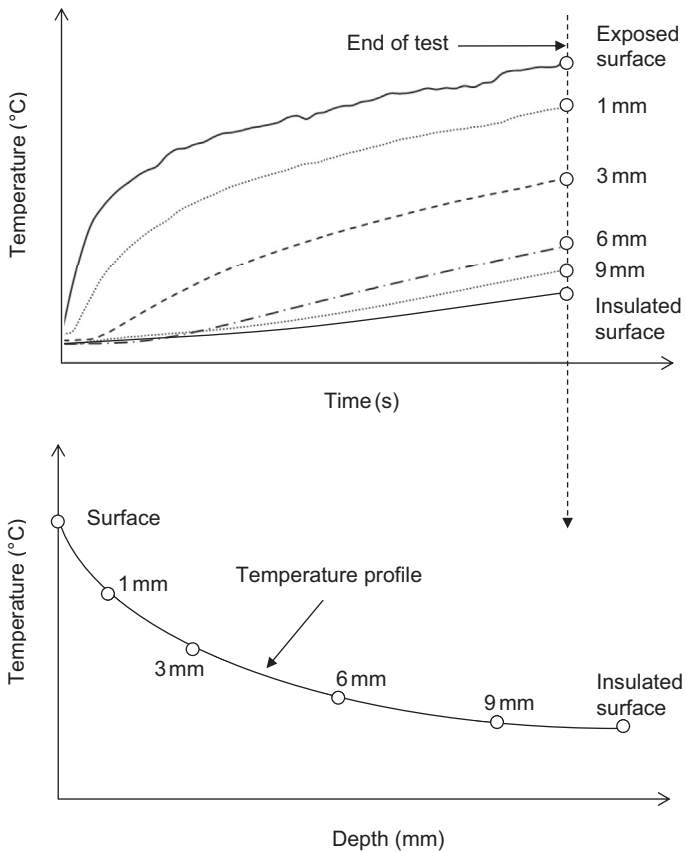 End of test
Exposed
surface
1 mm
3 mm
6 mm
9 mm
Insulated
surface
Temperature (°C)
Time (s)
Surface
1 mm
Temperature profile
3 mm
6 mm
9 mm
Insulated
surface
Temperature (°C)
Depth (mm)